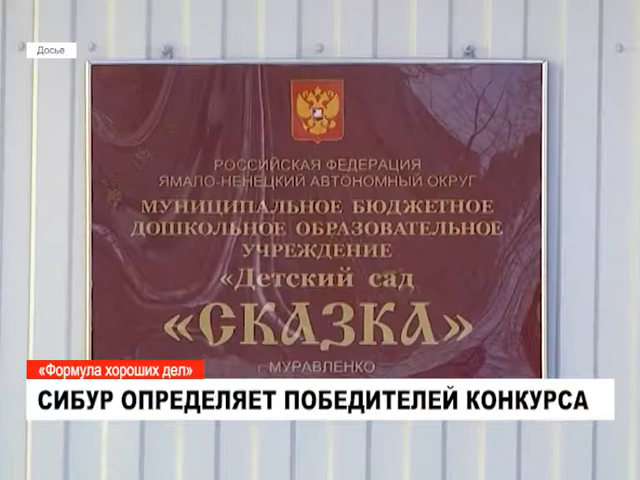 Досье
РОССИЙСКАЯ ФЕДЕРАЦИЯ
ЯМАЛО-НЕНЕЦКИЙ АВТОНОМНЫЙ ОКРУГ
МУНИЦИПАЛЬНОЕ БЮДЖЕТНОЕ
ДОШКОЛЬНОЕ ОБРАЗОВАТЕЛЬНОЕ
УЧРЕЖДЕНИЕ
«Детский сад
«СКАЗКА»
МУРАВЛЕНКО
«Формула хороших дел»
СИБУР ОПРЕДЕЛЯЕТ ПОБЕДИТЕЛЕЙ КОНКУРСА